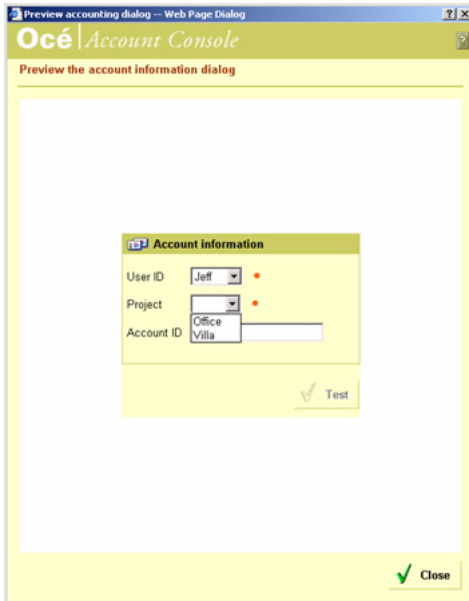 Preview accounting dialog -- Web Page Dialog
Océ Account Console
Preview the account information dialog
Account information
User ID Jeff
Project
Office
Account ID Villa
Test
Close